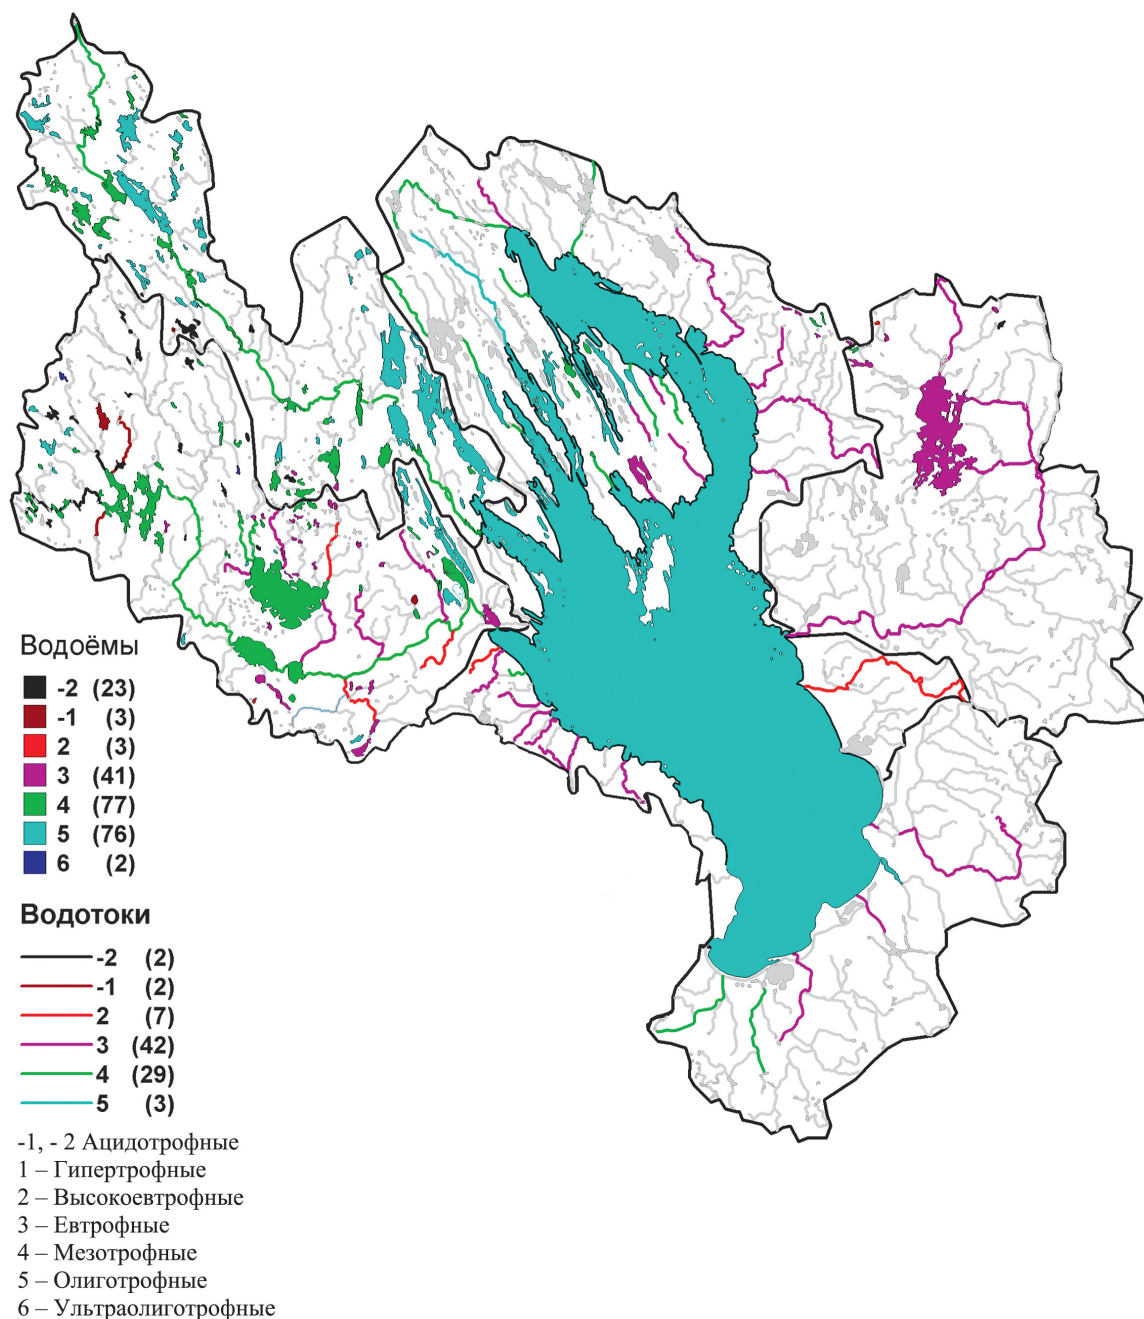 Водоёмы
-2 (23)
-1 (3)
2 (3)
3 (41)
4 (77)
5 (76)
6 (2)
Водотоки
-2 (2)
-1 (2)
2 (7)
3 (42)
4 (29)
5 (3)
-1, - 2 Ацидотрофные
1 – Гипертрофные
2 – Высокоевтрофные
3 – Евтрофные
4 – Мезотрофные
5 – Олиготрофные
6 – Ультраолиготрофные